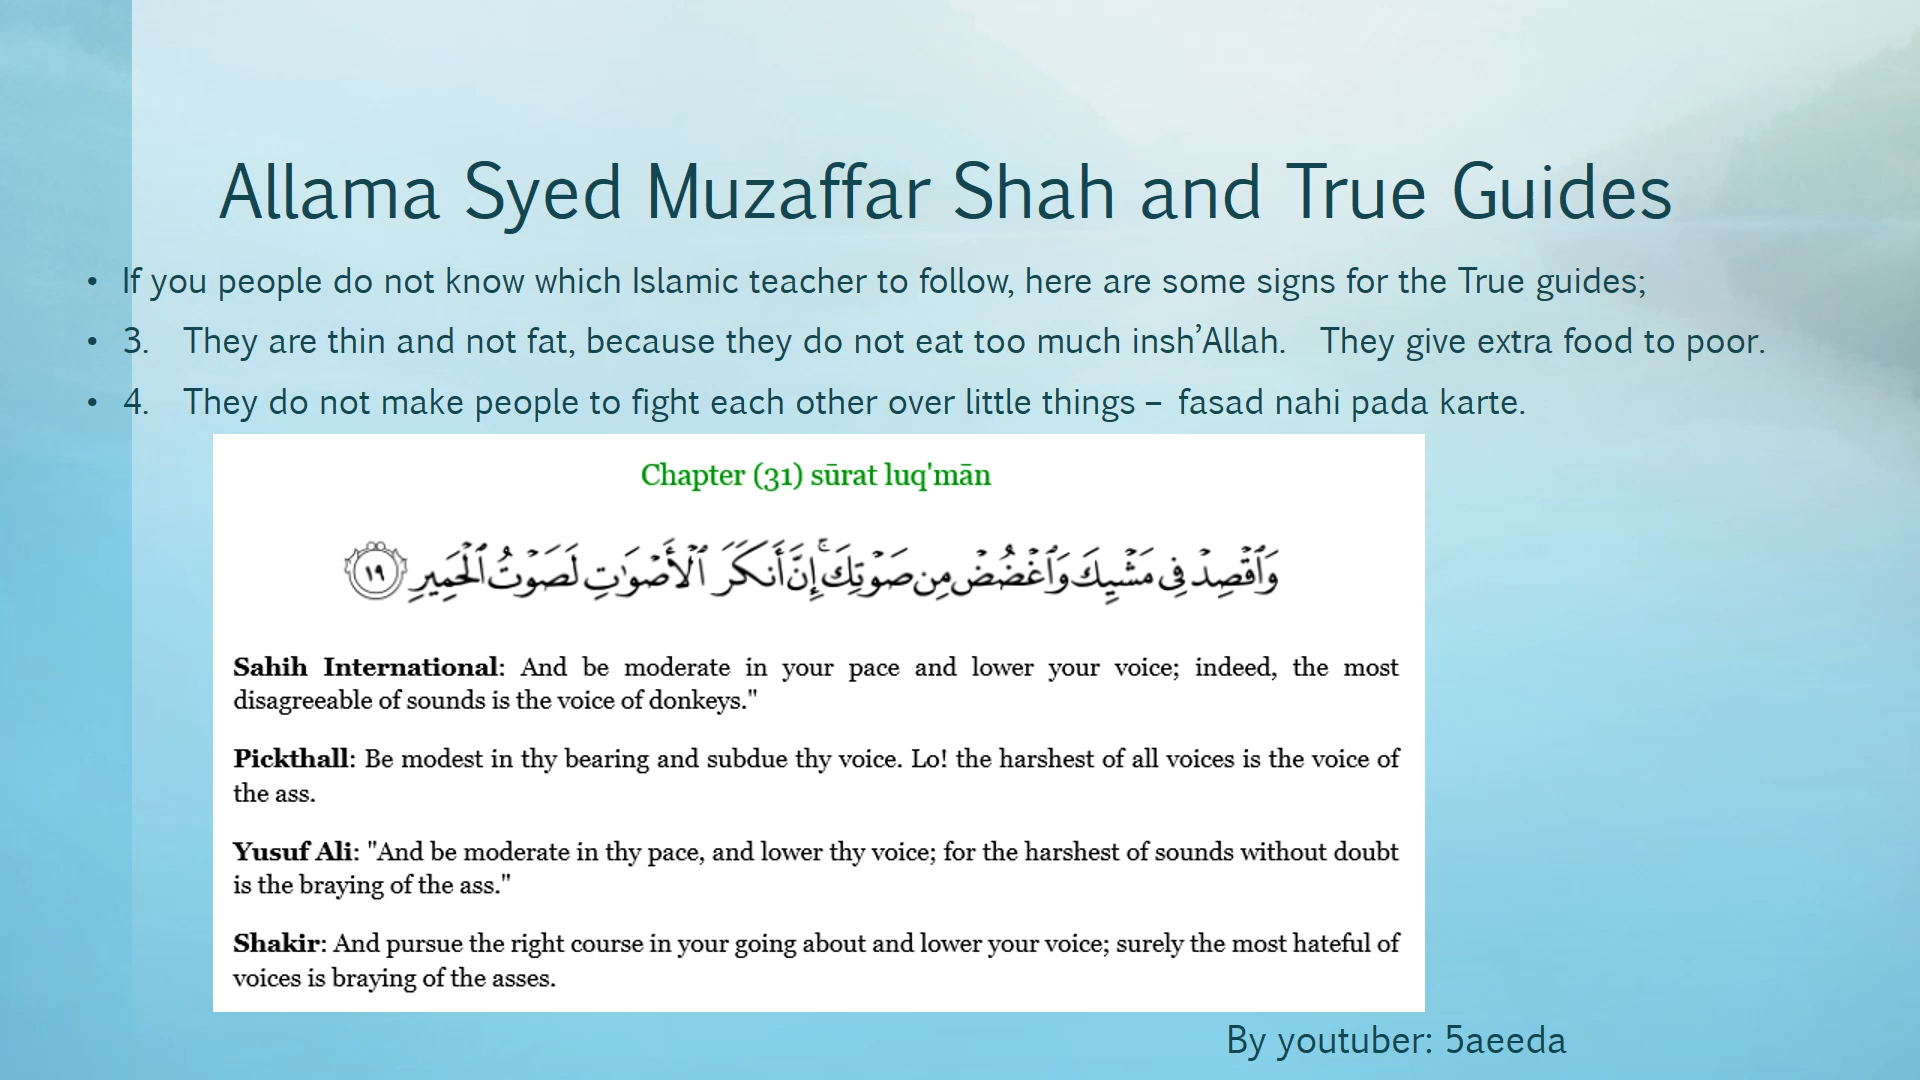 Allama Syed Muzaffar Shah and True Guides
• If you people do not know which Islamic teacher to follow, here are some signs for the True guides;
• 3. They are thin and not fat, because they do not eat too much insh’Allah. They give extra food to poor.
• 4. They do not make people to fight each other over little things – fasad nahi pada karte.
Chapter (31) sūrat luq'mān
وَٱقْصِدْ فِى مَشْيِكَ وَٱغْضُضْ مِن صَوْتِكَ ۚ إِنَّ أَنكَرَ ٱلْأَصْوَٰتِ لَصَوْتُ ٱلْحَمِيرِ ١٩
Sahih International: And be moderate in your pace and lower your voice; indeed, the most
disagreeable of sounds is the voice of donkeys."
Pickthall: Be modest in thy bearing and subdue thy voice. Lo! the harshest of all voices is the voice of
the ass.
Yusuf Ali: "And be moderate in thy pace, and lower thy voice; for the harshest of sounds without doubt
is the braying of the ass."
Shakir: And pursue the right course in your going about and lower your voice; surely the most hateful of
voices is braying of the asses.
By youtuber: 5aeeda